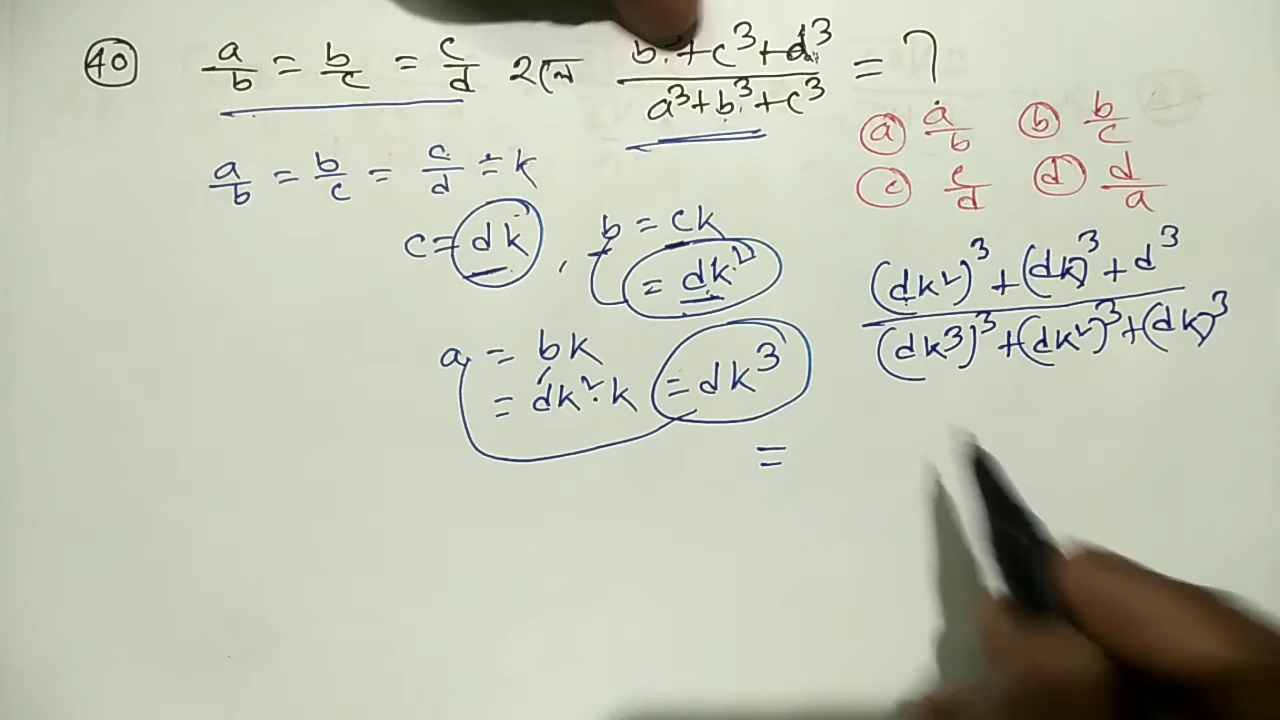 (40) a/b = b/c = c/d হলে (b³+c³+d³)/(a³+b³+c³) = ?
(a) a/b (b) b/c
(c) c/d (d) d/a
a/b = b/c = c/d = k
c = dk, b = ck
= dk²
a = bk
= dk²·k = dk³
((dk²)³+(dk)³+d³)/((dk³)³+(dk²)³+(dk)³)
=